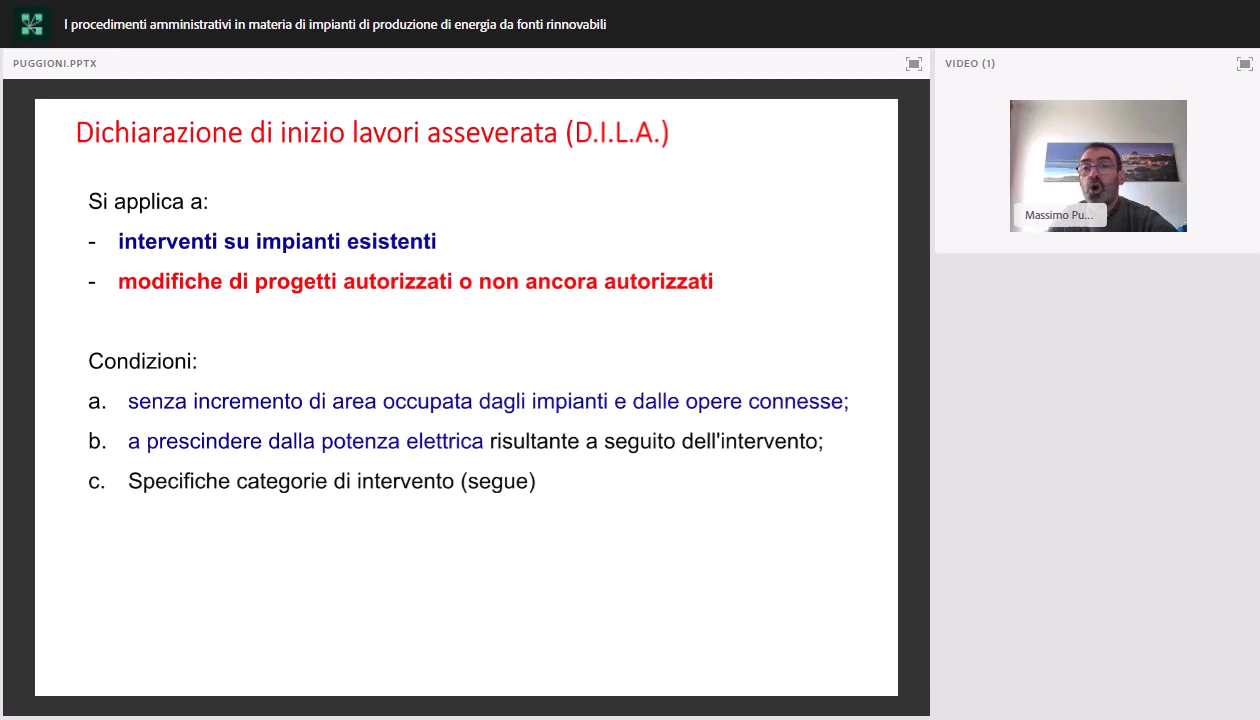 I procedimenti amministrativi in materia di impianti di produzione di energia da fonti rinnovabili
PUGGIONI.PPTX
VIDEO (1)
Dichiarazione di inizio lavori asseverata (D.I.L.A.)
Si applica a:
- interventi su impianti esistenti
- modifiche di progetti autorizzati o non ancora autorizzati
Condizioni:
a. senza incremento di area occupata dagli impianti e dalle opere connesse;
b. a prescindere dalla potenza elettrica risultante a seguito dell'intervento;
c. Specifiche categorie di intervento (segue)
Massimo Pu...